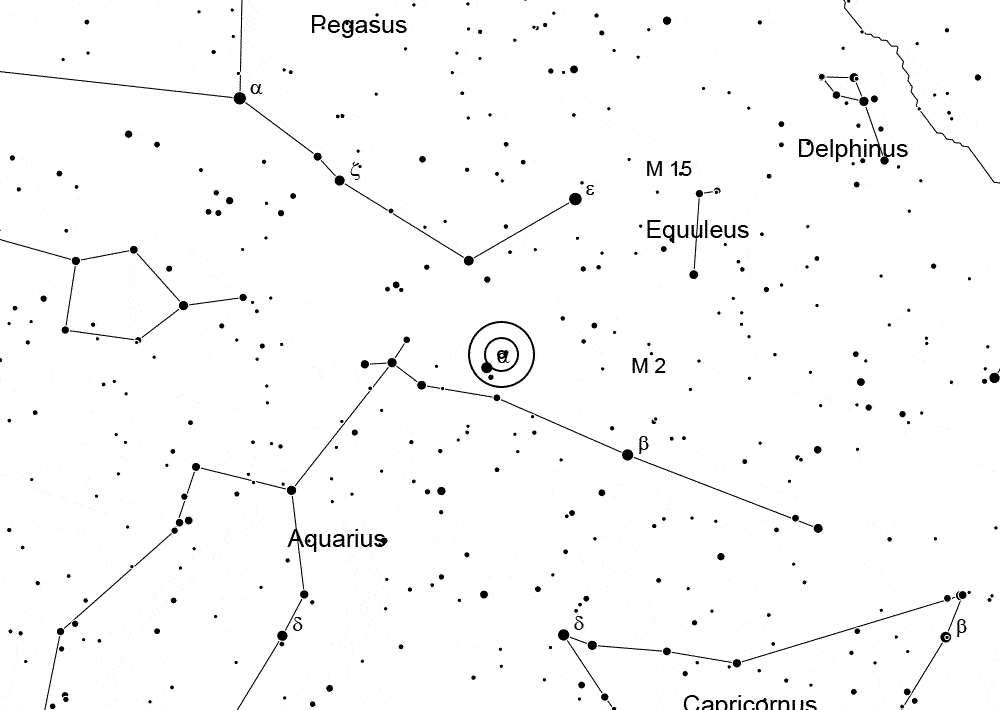 Pegasus
α
Delphinus
ζ
M 15
ε
Equuleus
α
M 2
β
Aquarius
δ
δ
β
Capricornus